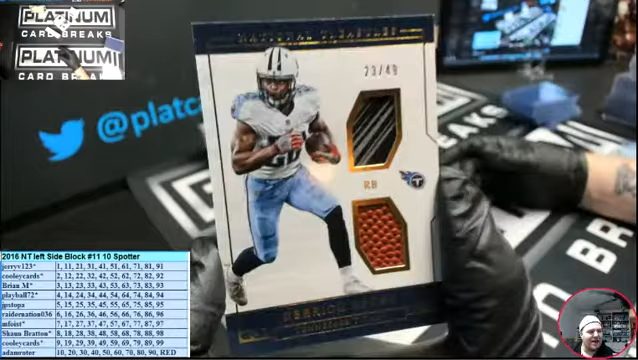 PLATINUM
CARD BREAKS
PLATINUM
CARD BREAKS
NATIONAL TREASURES
23/49
@platc
RB
DERRICK HENRY
2016 NT left Side Block #11 10 Spotter
jerryv123* 1, 11, 21, 31, 41, 51, 61, 71, 81, 91
cooleycards* 2, 12, 22, 32, 42, 52, 62, 72, 82, 92
Brian M* 3, 13, 23, 33, 43, 53, 63, 73, 83, 93
playball72* 4, 14, 24, 34, 44, 54, 64, 74, 84, 94
jpstopa 5, 15, 25, 35, 45, 55, 65, 75, 85, 95
raidernation036 6, 16, 26, 36, 46, 56, 66, 76, 86, 96
mfoist* 7, 17, 27, 37, 47, 57, 67, 77, 87, 97
Shaun Bratton* 8, 18, 28, 38, 48, 58, 68, 78, 88, 98
cooleycards* 9, 19, 29, 39, 49, 59, 69, 79, 89, 99
adamroter 10, 20, 30, 40, 50, 60, 70, 80, 90, RED